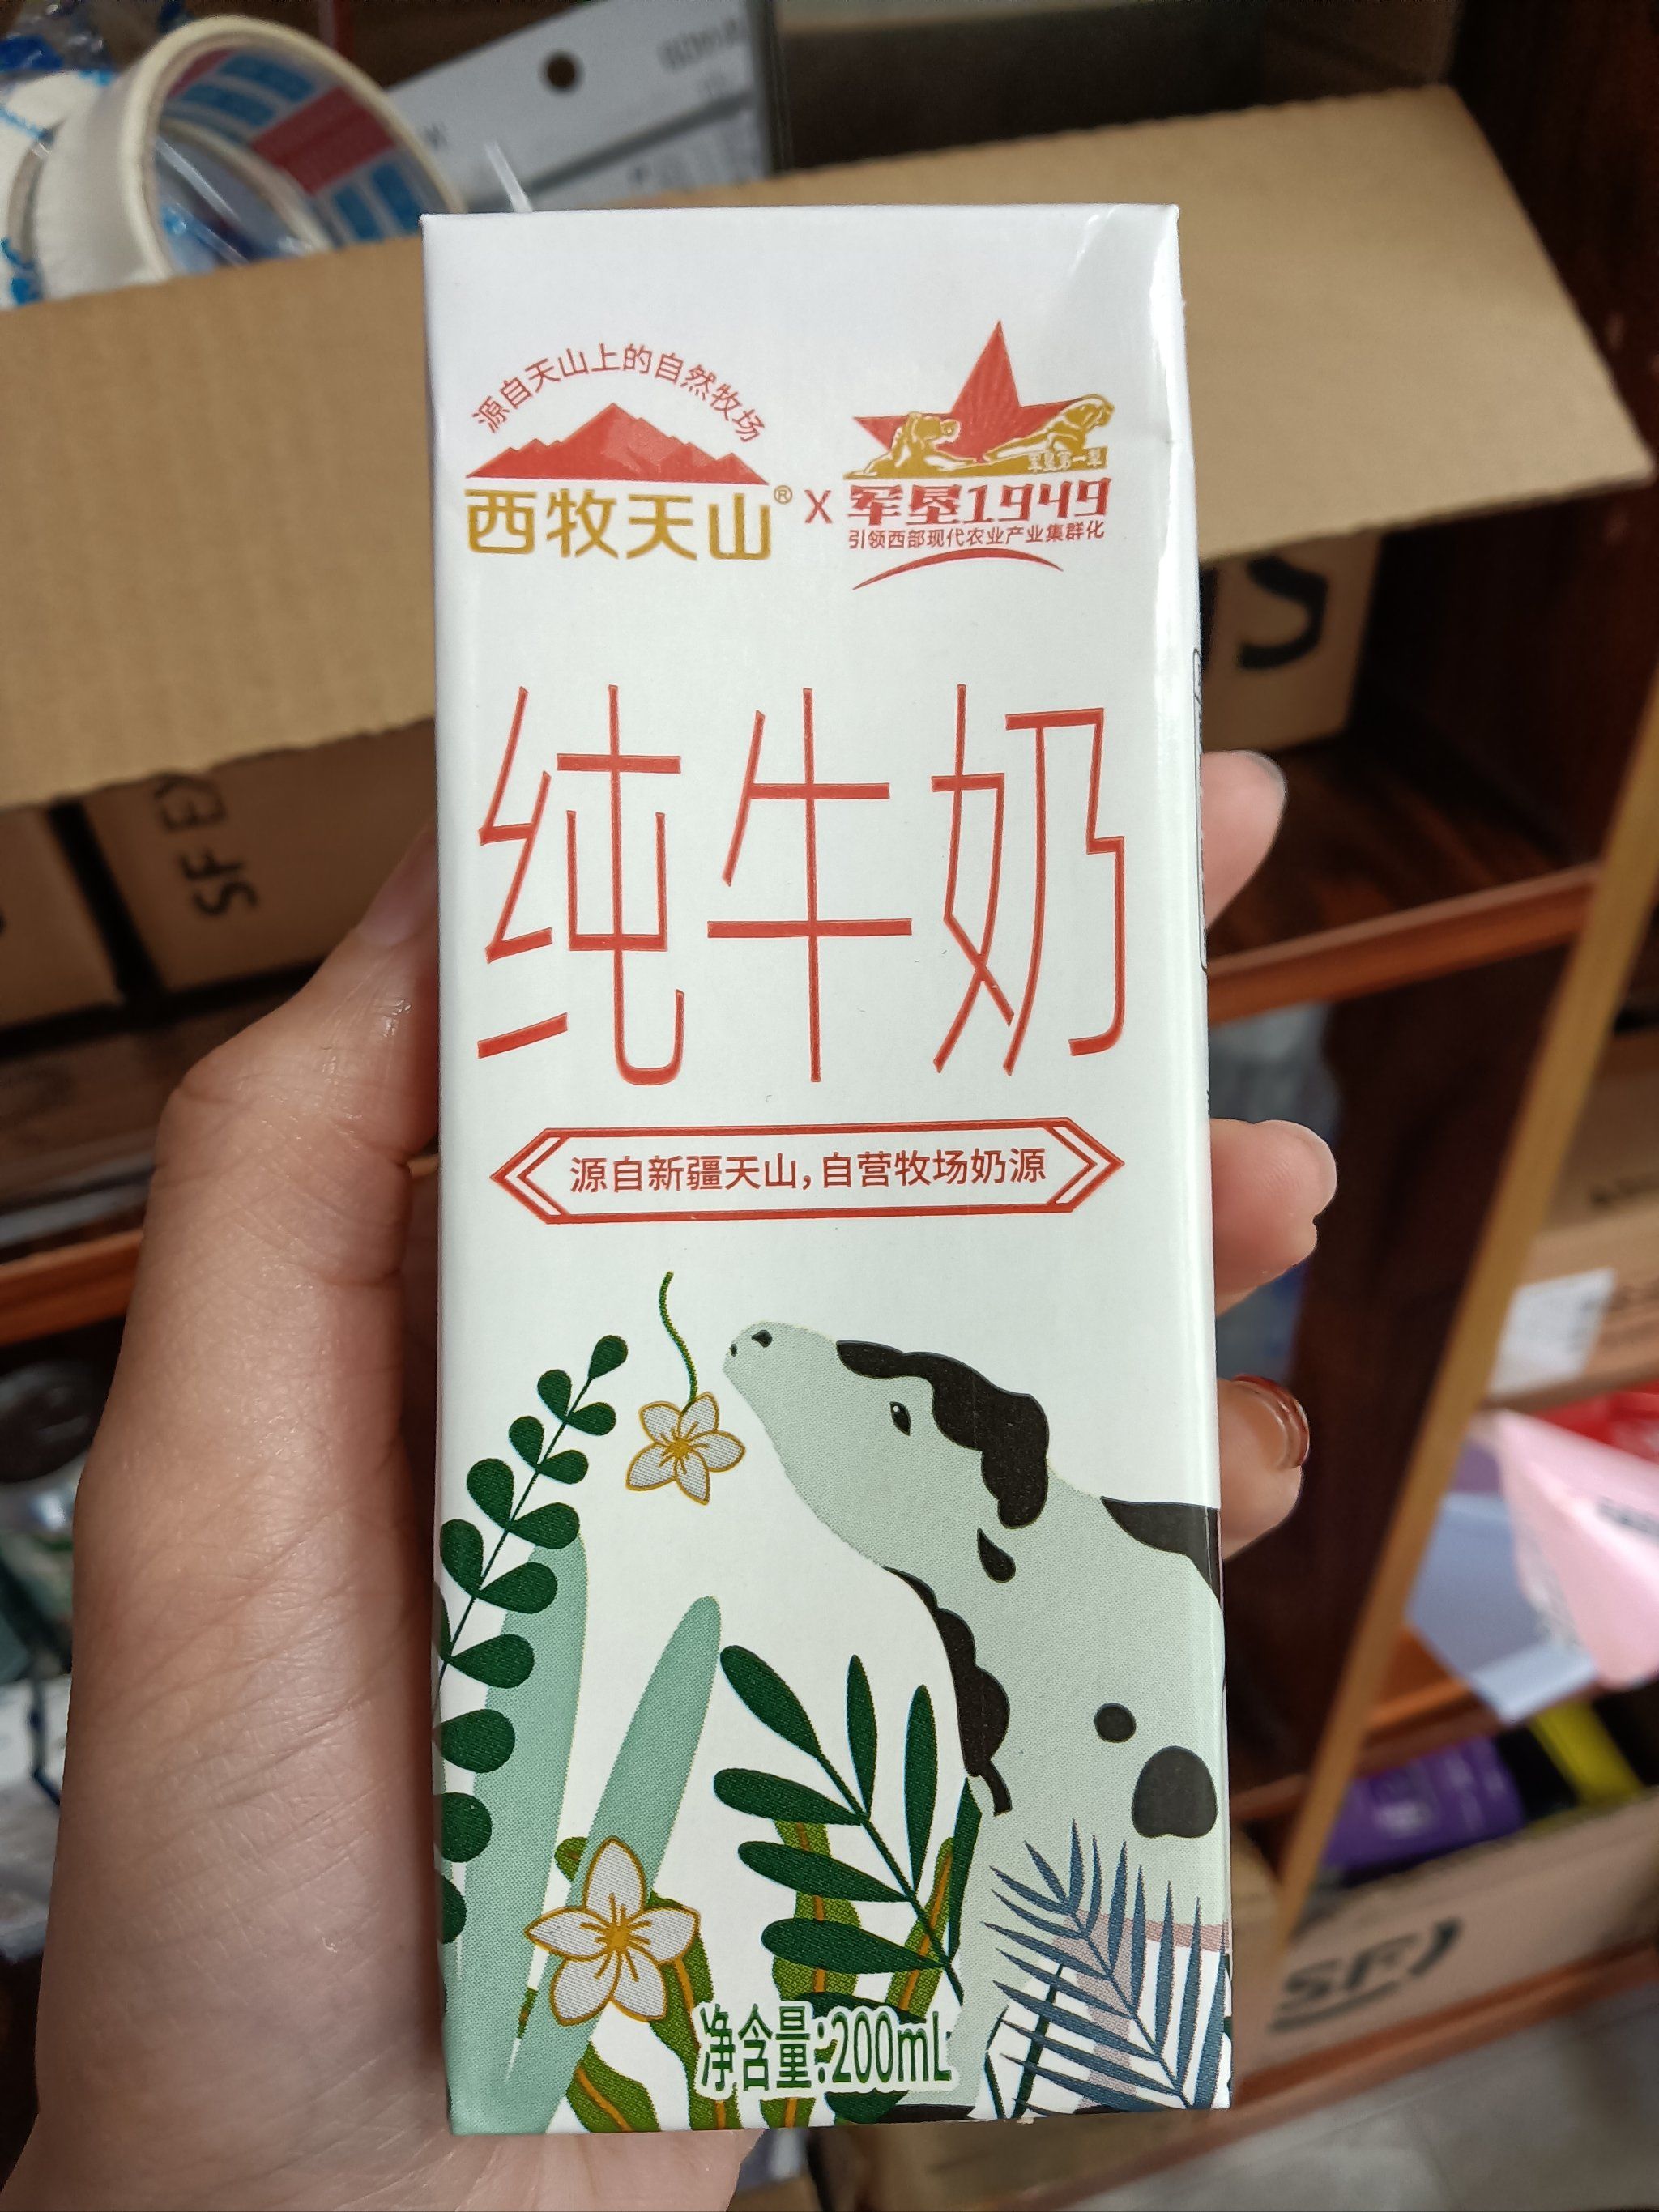 源自天山上的自然牧场
西牧天山® X 军垦1949
军垦第一犁
引领西部现代农业产业集群化
纯牛奶
源自新疆天山,自营牧场奶源
净含量:200mL
SF EX
SF